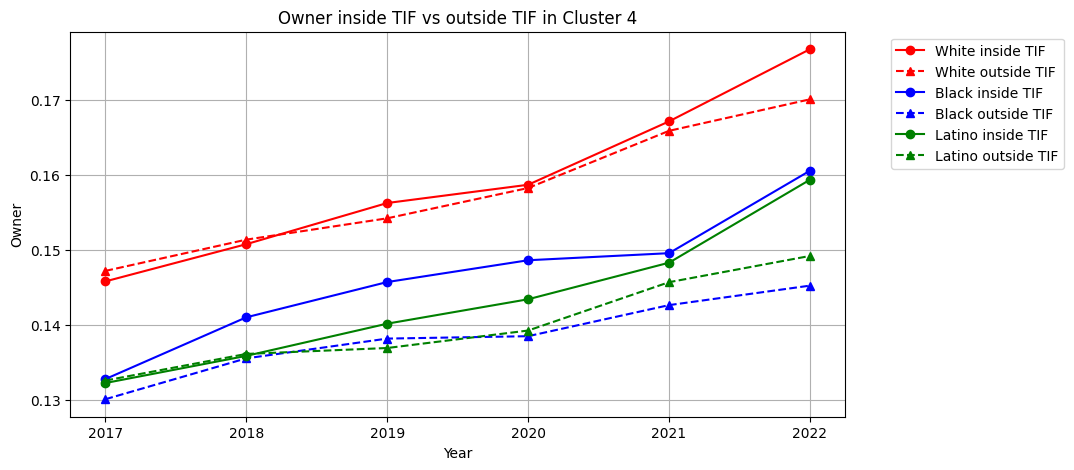 Owner inside TIF vs outside TIF in Cluster 4
White inside TIF
White outside TIF
Black inside TIF
Black outside TIF
Latino inside TIF
Latino outside TIF
Owner
0.17
0.16
0.15
0.14
0.13
2017 2018 2019 2020 2021 2022
Year